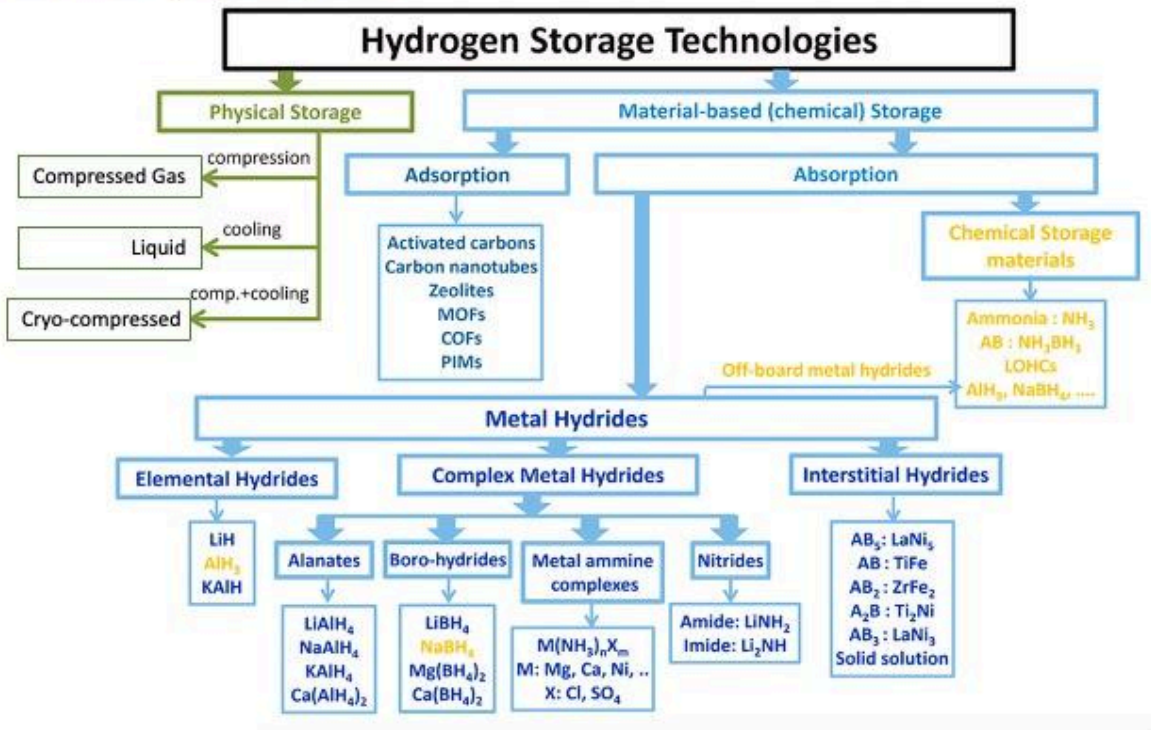 Hydrogen Storage Technologies
Physical Storage
Material-based (chemical) Storage
compression
Compressed Gas
cooling
Liquid
comp.+cooling
Cryo-compressed
Adsorption
Absorption
Activated carbons
Carbon nanotubes
Zeolites
MOFs
COFs
PIMs
Chemical Storage
materials
Ammonia : NH₃
AB : NH₃BH₃
LOHCs
AlH₃, NaBH₄, ....
Off-board metal hydrides
Metal Hydrides
Elemental Hydrides
Complex Metal Hydrides
Interstitial Hydrides
LiH
AlH₃
KAlH
Alanates
Boro-hydrides
Metal ammine
complexes
Nitrides
LiAlH₄
NaAlH₄
KAlH₄
Ca(AlH₄)₂
LiBH₄
NaBH₄
Mg(BH₄)₂
Ca(BH₄)₂
M(NH₃)ₙXₘ
M: Mg, Ca, Ni, ..
X: Cl, SO₄
Amide: LiNH₂
Imide: Li₂NH
AB₅: LaNi₅
AB : TiFe
AB₂ : ZrFe₂
A₂B : Ti₂Ni
AB₃ : LaNi₃
Solid solution